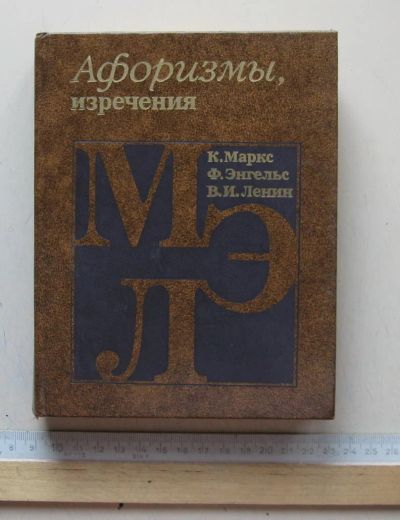 Афоризмы,
изречения
К. Маркс
Ф. Энгельс
В. И. Ленин
М
Э
Л